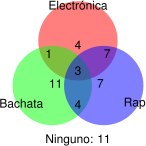 Electrónica
4
1 7
3
11 7
Bachata 4 Rap
Ninguno: 11